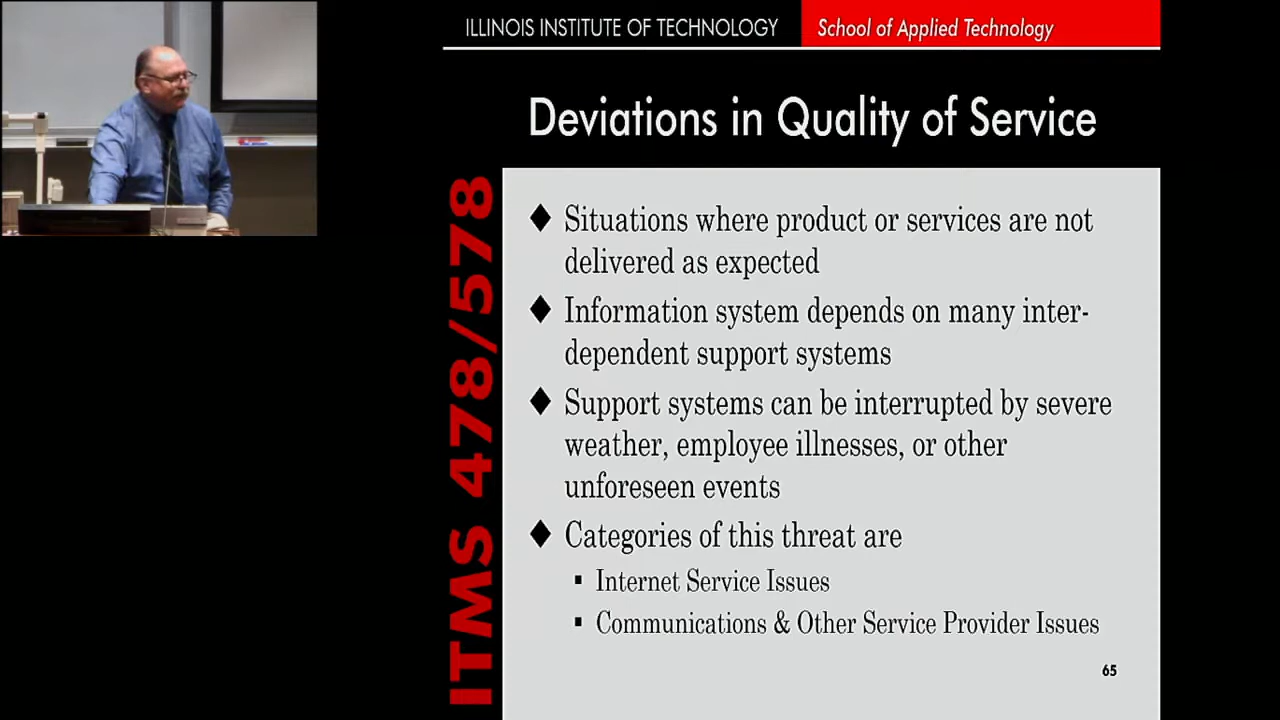 ILLINOIS INSTITUTE OF TECHNOLOGY
School of Applied Technology
Deviations in Quality of Service
ITMS 478/578
♦ Situations where product or services are not
delivered as expected
♦ Information system depends on many inter-
dependent support systems
♦ Support systems can be interrupted by severe
weather, employee illnesses, or other
unforeseen events
♦ Categories of this threat are
▪ Internet Service Issues
▪ Communications & Other Service Provider Issues
65